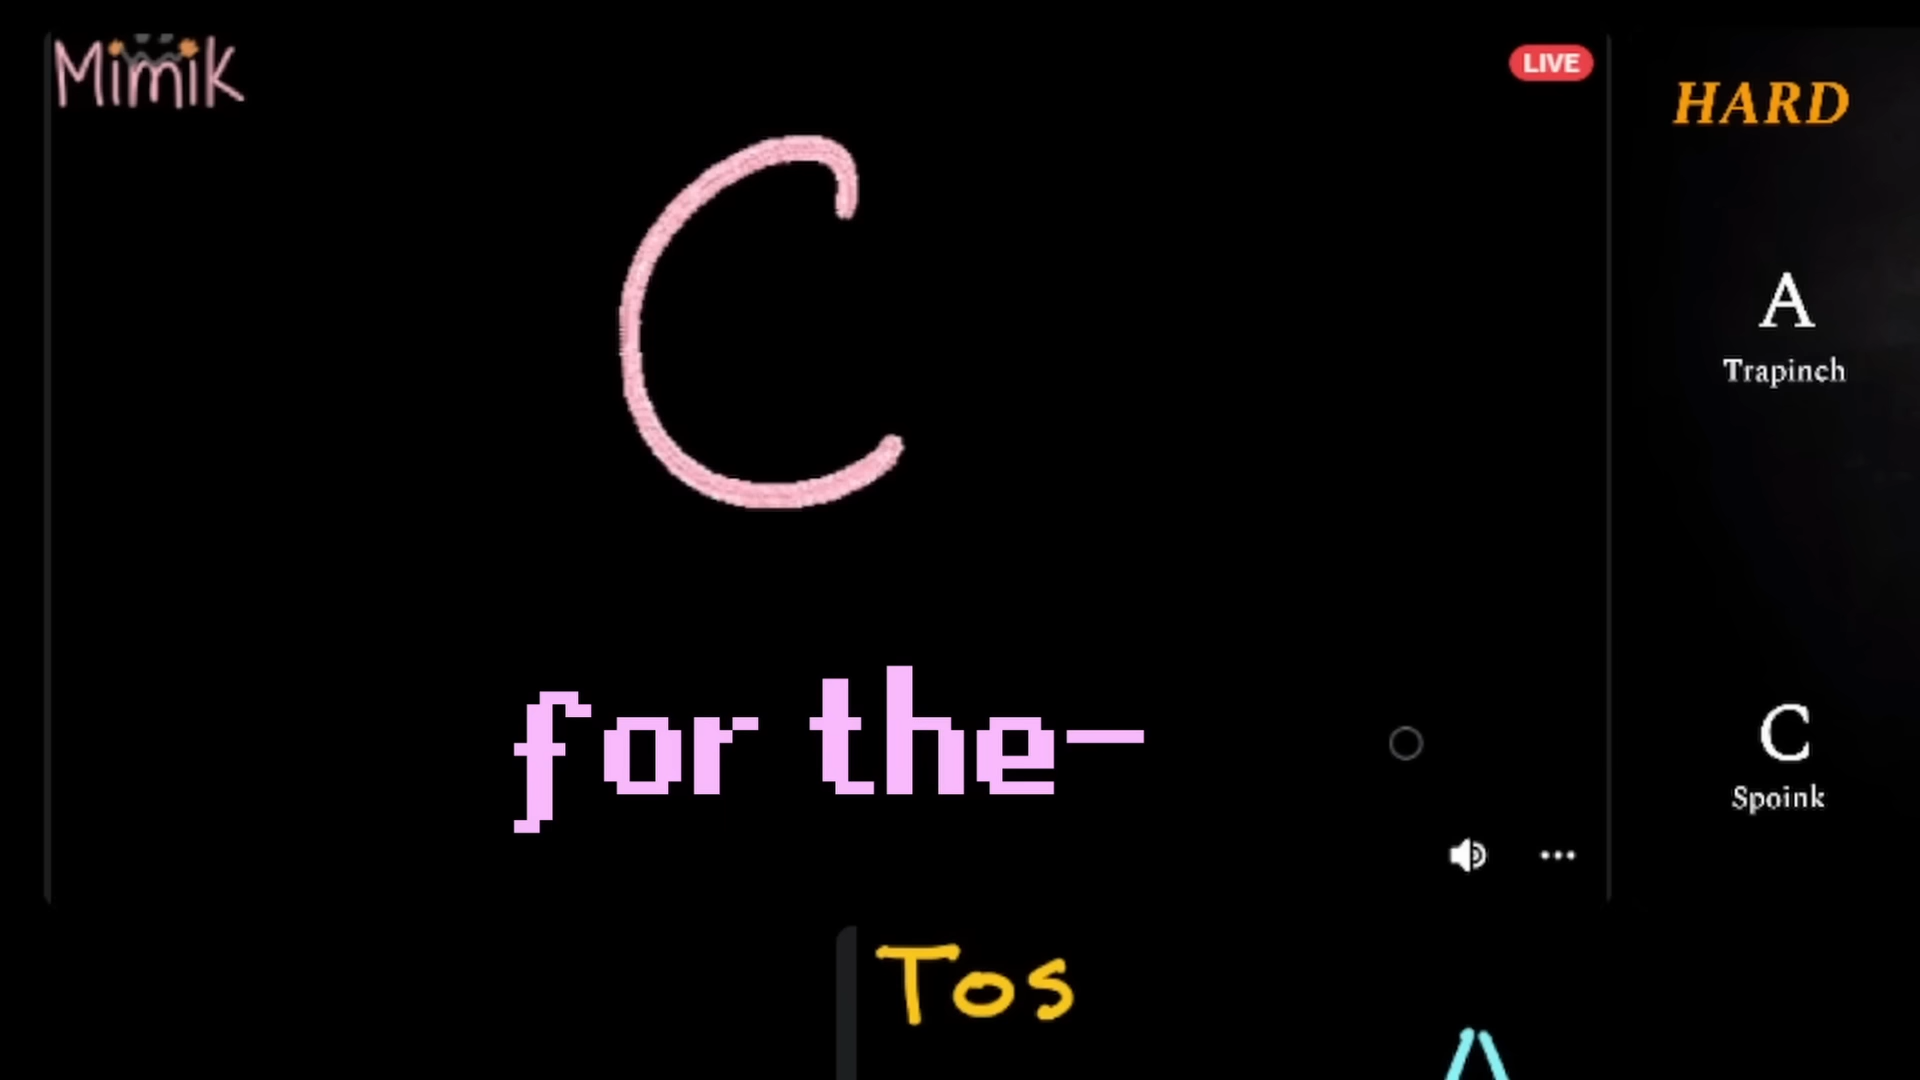 Mimik
LIVE
HARD
C
A
Trapinch
for the-
C
Spoink
Tos